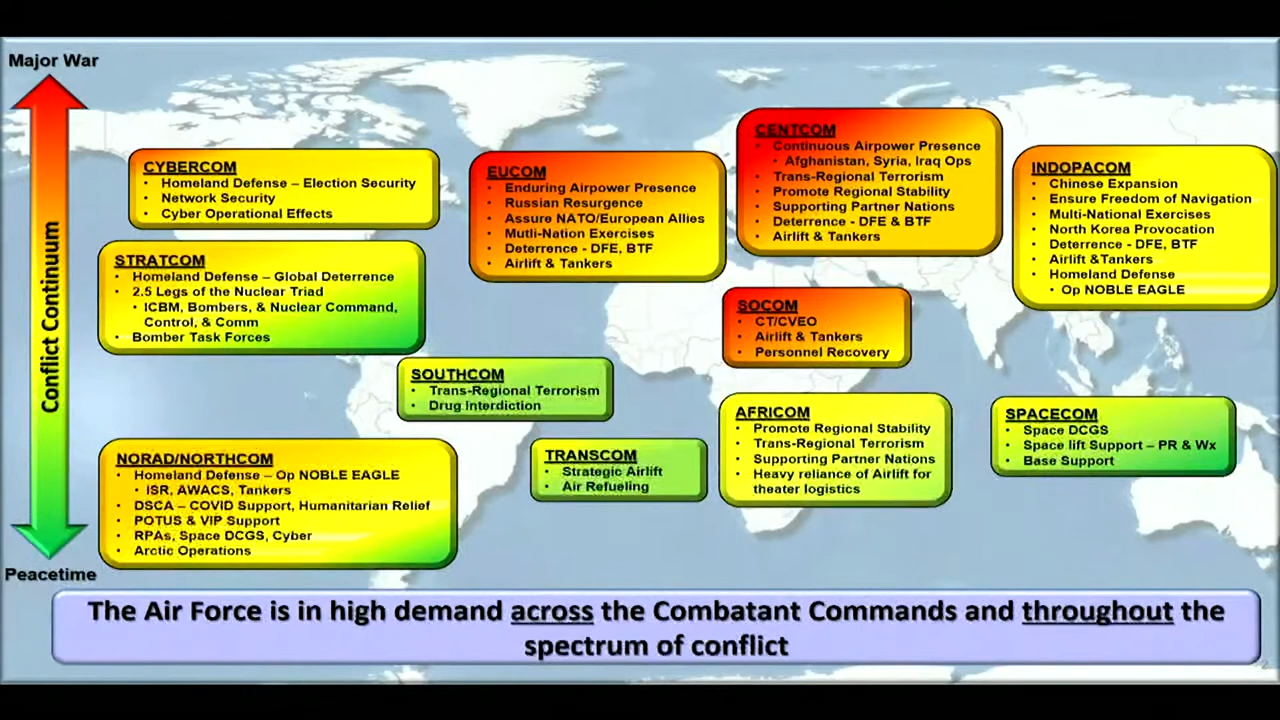 Major War
Conflict Continuum
Peacetime
CYBERCOM
• Homeland Defense – Election Security
• Network Security
• Cyber Operational Effects
STRATCOM
• Homeland Defense – Global Deterrence
• 2.5 Legs of the Nuclear Triad
• ICBM, Bombers, & Nuclear Command,
Control, & Comm
• Bomber Task Forces
EUCOM
• Enduring Airpower Presence
• Russian Resurgence
• Assure NATO/European Allies
• Mutli-Nation Exercises
• Deterrence - DFE, BTF
• Airlift & Tankers
CENTCOM
• Continuous Airpower Presence
• Afghanistan, Syria, Iraq Ops
• Trans-Regional Terrorism
• Promote Regional Stability
• Supporting Partner Nations
• Deterrence - DFE & BTF
• Airlift & Tankers
INDOPACOM
• Chinese Expansion
• Ensure Freedom of Navigation
• Multi-National Exercises
• North Korea Provocation
• Deterrence - DFE, BTF
• Airlift &Tankers
• Homeland Defense
• Op NOBLE EAGLE
SOCOM
• CT/CVEO
• Airlift & Tankers
• Personnel Recovery
SOUTHCOM
• Trans-Regional Terrorism
• Drug Interdiction
AFRICOM
• Promote Regional Stability
• Trans-Regional Terrorism
• Supporting Partner Nations
• Heavy reliance of Airlift for
theater logistics
SPACECOM
• Space DCGS
• Space lift Support – PR & Wx
• Base Support
NORAD/NORTHCOM
• Homeland Defense – Op NOBLE EAGLE
• ISR, AWACS, Tankers
• DSCA – COVID Support, Humanitarian Relief
• POTUS & VIP Support
• RPAs, Space DCGS, Cyber
• Arctic Operations
TRANSCOM
• Strategic Airlift
• Air Refueling
The Air Force is in high demand across the Combatant Commands and throughout the
spectrum of conflict